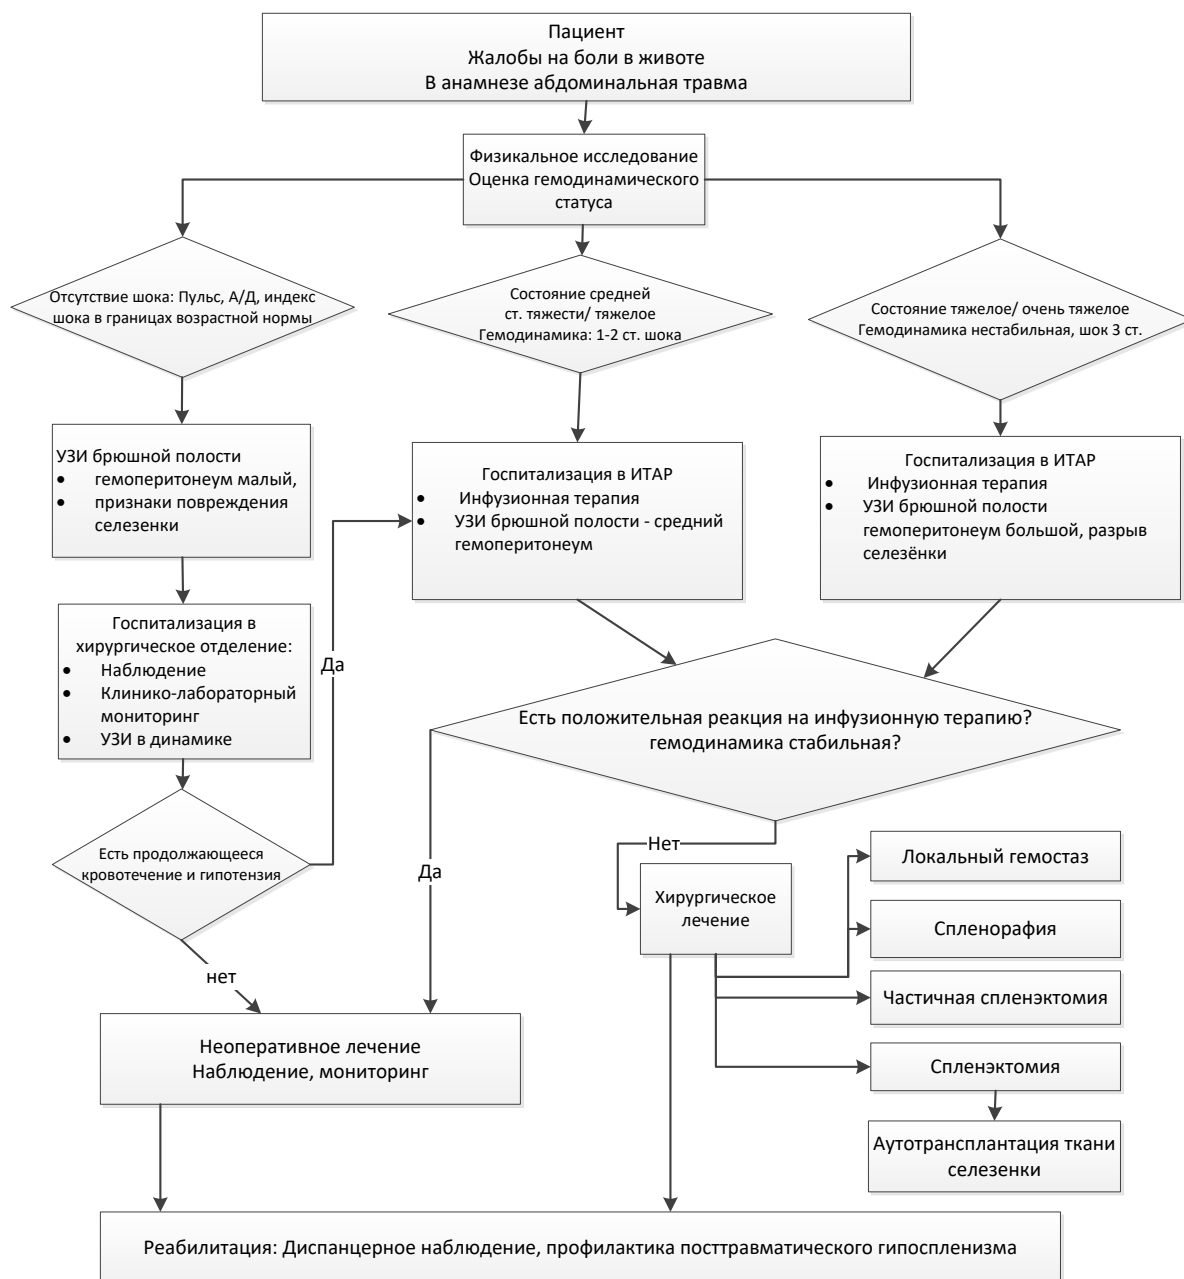 Пациент
Жалобы на боли в животе
В анамнезе абдоминальная травма
Физикальное исследование
Оценка гемодинамического
статуса
Отсутствие шока: Пульс, А/Д, индекс
шока в границах возрастной нормы
Состояние средней
ст. тяжести/ тяжелое
Гемодинамика: 1-2 ст. шока
Состояние тяжелое/ очень тяжелое
Гемодинамика нестабильная, шок 3 ст.
УЗИ брюшной полости
• гемоперитонеум малый,
• признаки повреждения
селезенки
Госпитализация в ИТАР
• Инфузионная терапия
• УЗИ брюшной полости - средний
гемоперитонеум
Госпитализация в ИТАР
• Инфузионная терапия
• УЗИ брюшной полости
гемоперитонеум большой, разрыв
селезёнки
Госпитализация в
хирургическое отделение:
• Наблюдение
• Клинико-лабораторный
мониторинг
• УЗИ в динамике
Да
Есть положительная реакция на инфузионную терапию?
гемодинамика стабильная?
Есть продолжающееся
кровотечение и гипотензия
Да
Нет
нет
Хирургическое
лечение
Локальный гемостаз
Спленорафия
Частичная спленэктомия
Спленэктомия
Аутотрансплантация ткани
селезенки
Неоперативное лечение
Наблюдение, мониторинг
Реабилитация: Диспанцерное наблюдение, профилактика посттравматического гипоспленизма